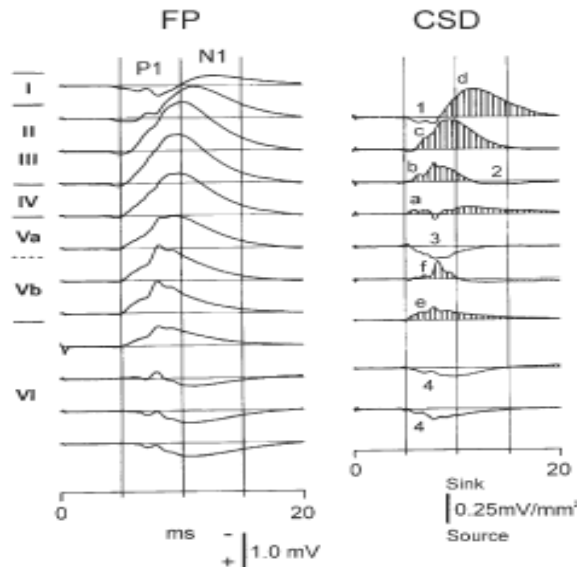 FP
CSD
P1
N1
I
II
III
IV
Va
Vb
VI
d
1
c
b
2
a
3
f
e
4
4
0
20
ms
-
+
1.0 mV
0
20
Sink
0.25mV/mm²
Source